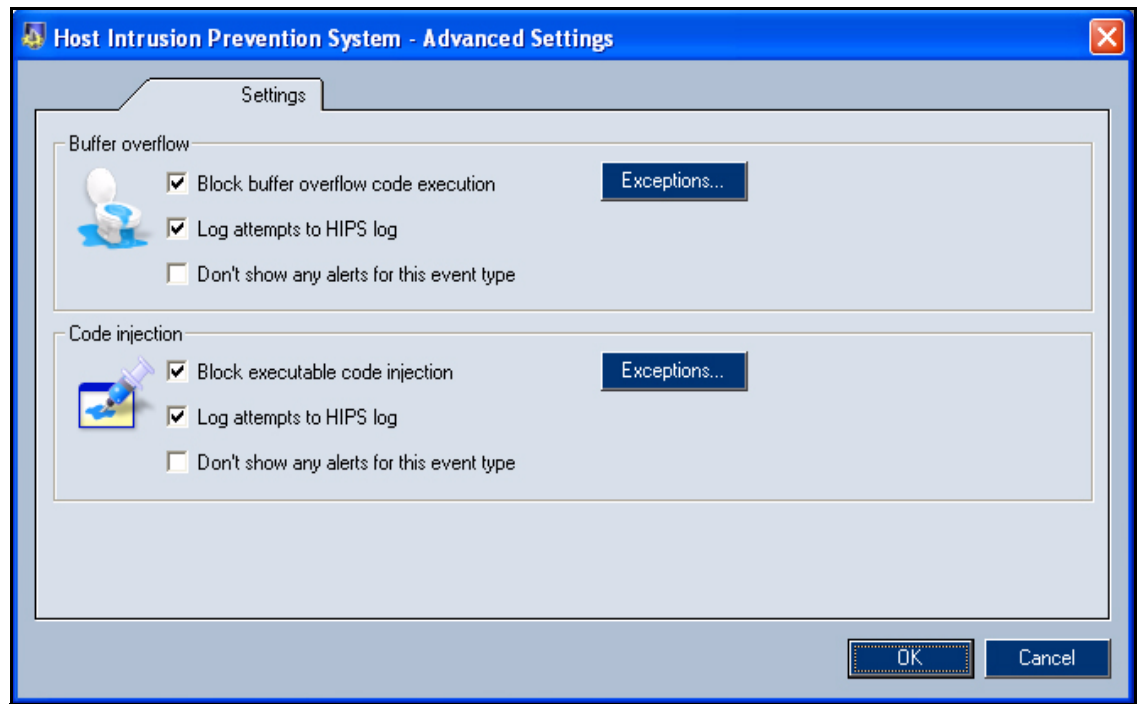 Host Intrusion Prevention System - Advanced Settings
Settings
Buffer overflow
Block buffer overflow code execution
Exceptions...
Log attempts to HIPS log
Don't show any alerts for this event type
Code injection
Block executable code injection
Exceptions...
Log attempts to HIPS log
Don't show any alerts for this event type
OK
Cancel